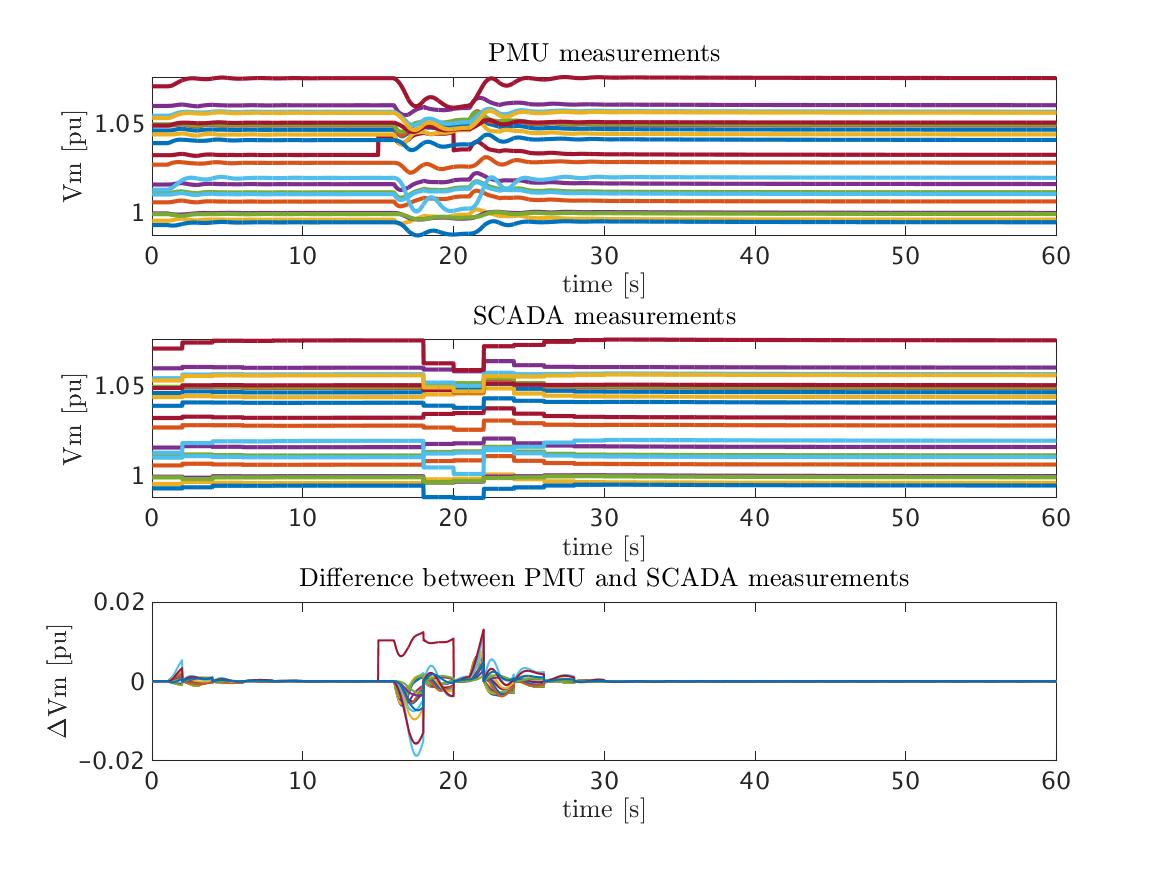 PMU measurements
1.05
1
Vm [pu]
0 10 20 30 40 50 60
time [s]
SCADA measurements
1.05
1
Vm [pu]
0 10 20 30 40 50 60
time [s]
Difference between PMU and SCADA measurements
0.02
0
-0.02
ΔVm [pu]
0 10 20 30 40 50 60
time [s]